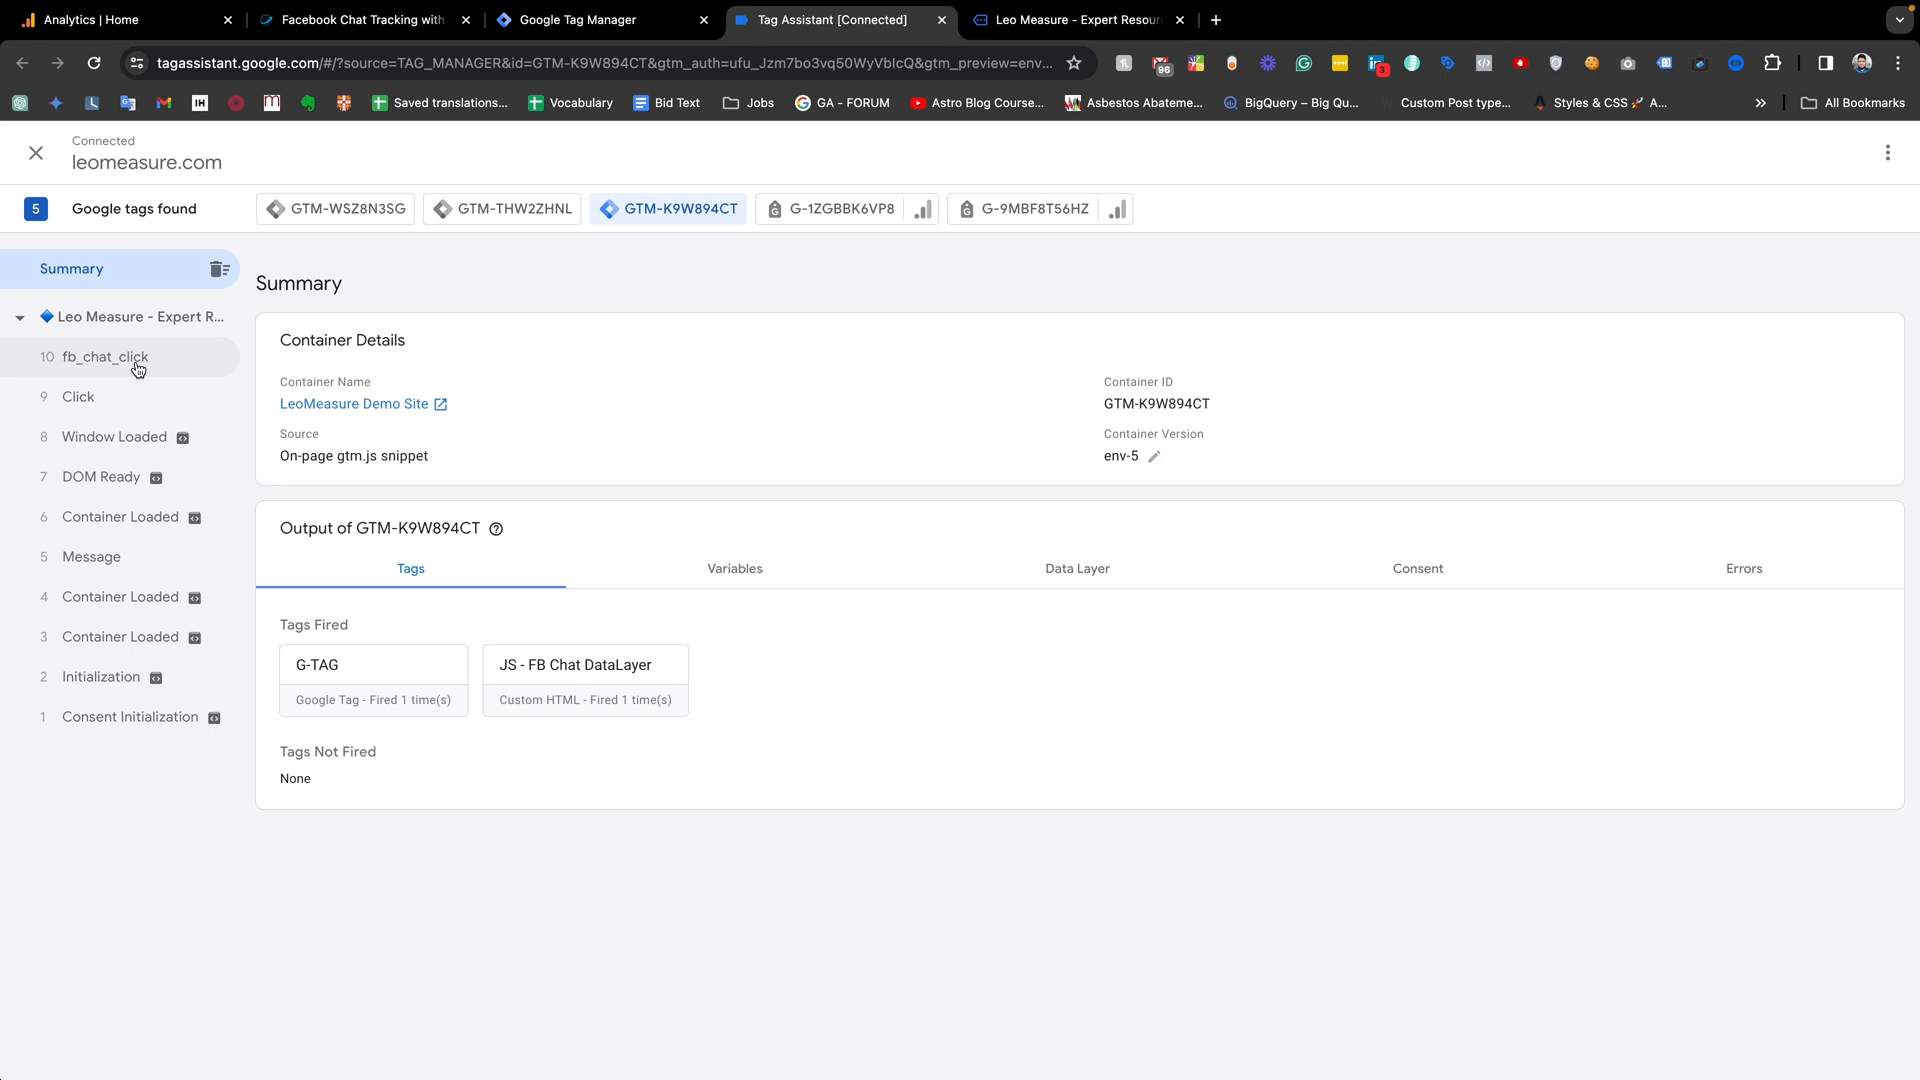 Analytics | Home
Facebook Chat Tracking with
Google Tag Manager
Tag Assistant [Connected]
Leo Measure - Expert Resour
tagassistant.google.com/#/?source=TAG_MANAGER&id=GTM-K9W894CT&gtm_auth=ufu_Jzm7bo3vq50WyVblcQ&gtm_preview=env...
96
3
Saved translations...
Vocabulary
Bid Text
Jobs
GA - FORUM
Astro Blog Course...
Asbestos Abateme...
BigQuery – Big Qu...
Custom Post type...
Styles & CSS 🚀 A...
All Bookmarks
Connected
leomeasure.com
5
Google tags found
GTM-WSZ8N3SG
GTM-THW2ZHNL
GTM-K9W894CT
G-1ZGBBK6VP8
G-9MBF8T56HZ
Summary
Leo Measure - Expert R...
10 fb_chat_click
9 Click
8 Window Loaded
7 DOM Ready
6 Container Loaded
5 Message
4 Container Loaded
3 Container Loaded
2 Initialization
1 Consent Initialization
Summary
Container Details
Container Name
LeoMeasure Demo Site
Container ID
GTM-K9W894CT
Source
On-page gtm.js snippet
Container Version
env-5
Output of GTM-K9W894CT
Tags
Variables
Data Layer
Consent
Errors
Tags Fired
G-TAG
Google Tag - Fired 1 time(s)
JS - FB Chat DataLayer
Custom HTML - Fired 1 time(s)
Tags Not Fired
None